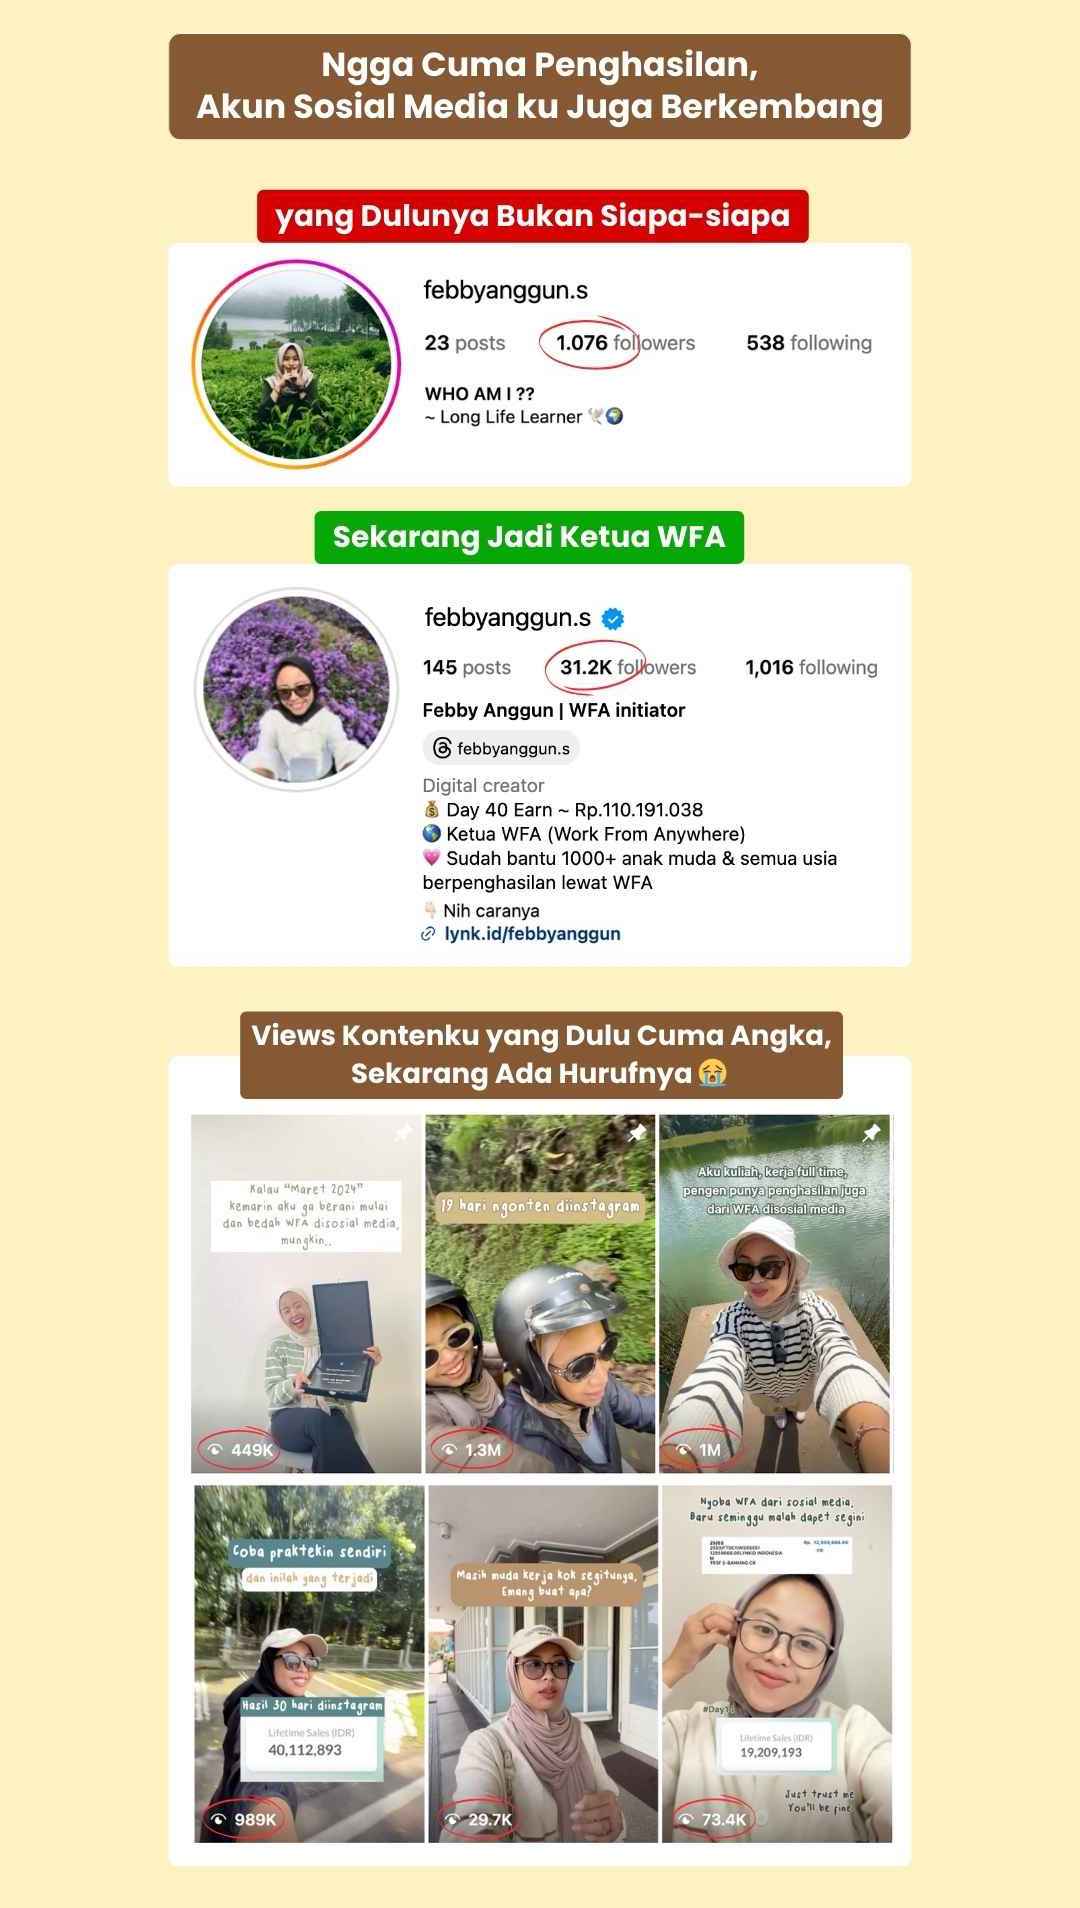 Ngga Cuma Penghasilan,
Akun Sosial Media ku Juga Berkembang
yang Dulunya Bukan Siapa-siapa
febbyanggun.s
23 posts 1.076 followers 538 following
WHO AM I ??
~ Long Life Learner 🕊️🌍
Sekarang Jadi Ketua WFA
febbyanggun.s
145 posts 31.2K followers 1,016 following
Febby Anggun | WFA initiator
febbyanggun.s
Digital creator
💰 Day 40 Earn ~ Rp.110.191.038
🌎 Ketua WFA (Work From Anywhere)
💗 Sudah bantu 1000+ anak muda & semua usia
berpenghasilan lewat WFA
👇🏻 Nih caranya
lynk.id/febbyanggun
Views Kontenku yang Dulu Cuma Angka,
Sekarang Ada Hurufnya 😭
Kalau "Maret 2024"
kemarin aku ga berani mulai
dan bedah WFA disosial media,
mungkin..
449K
19 hari ngonten diinstagram
1.3M
Aku kuliah, kerja full time,
pengen punya penghasilan juga
dari WFA disosial media
1M
Coba praktekin sendiri
dan inilah yang terjadi
Hasil 30 hari diinstagram
Lifetime Sales (IDR)
40,112,893
989K
Masih muda kerja kok segitunya,
Emang buat apa?
29.7K
Nyoba WFA dari sosial media,
Baru seminggu malah dapet segini
Lifetime Sales (IDR)
19,209,193
Just trust me
You'll be fine
73.4K